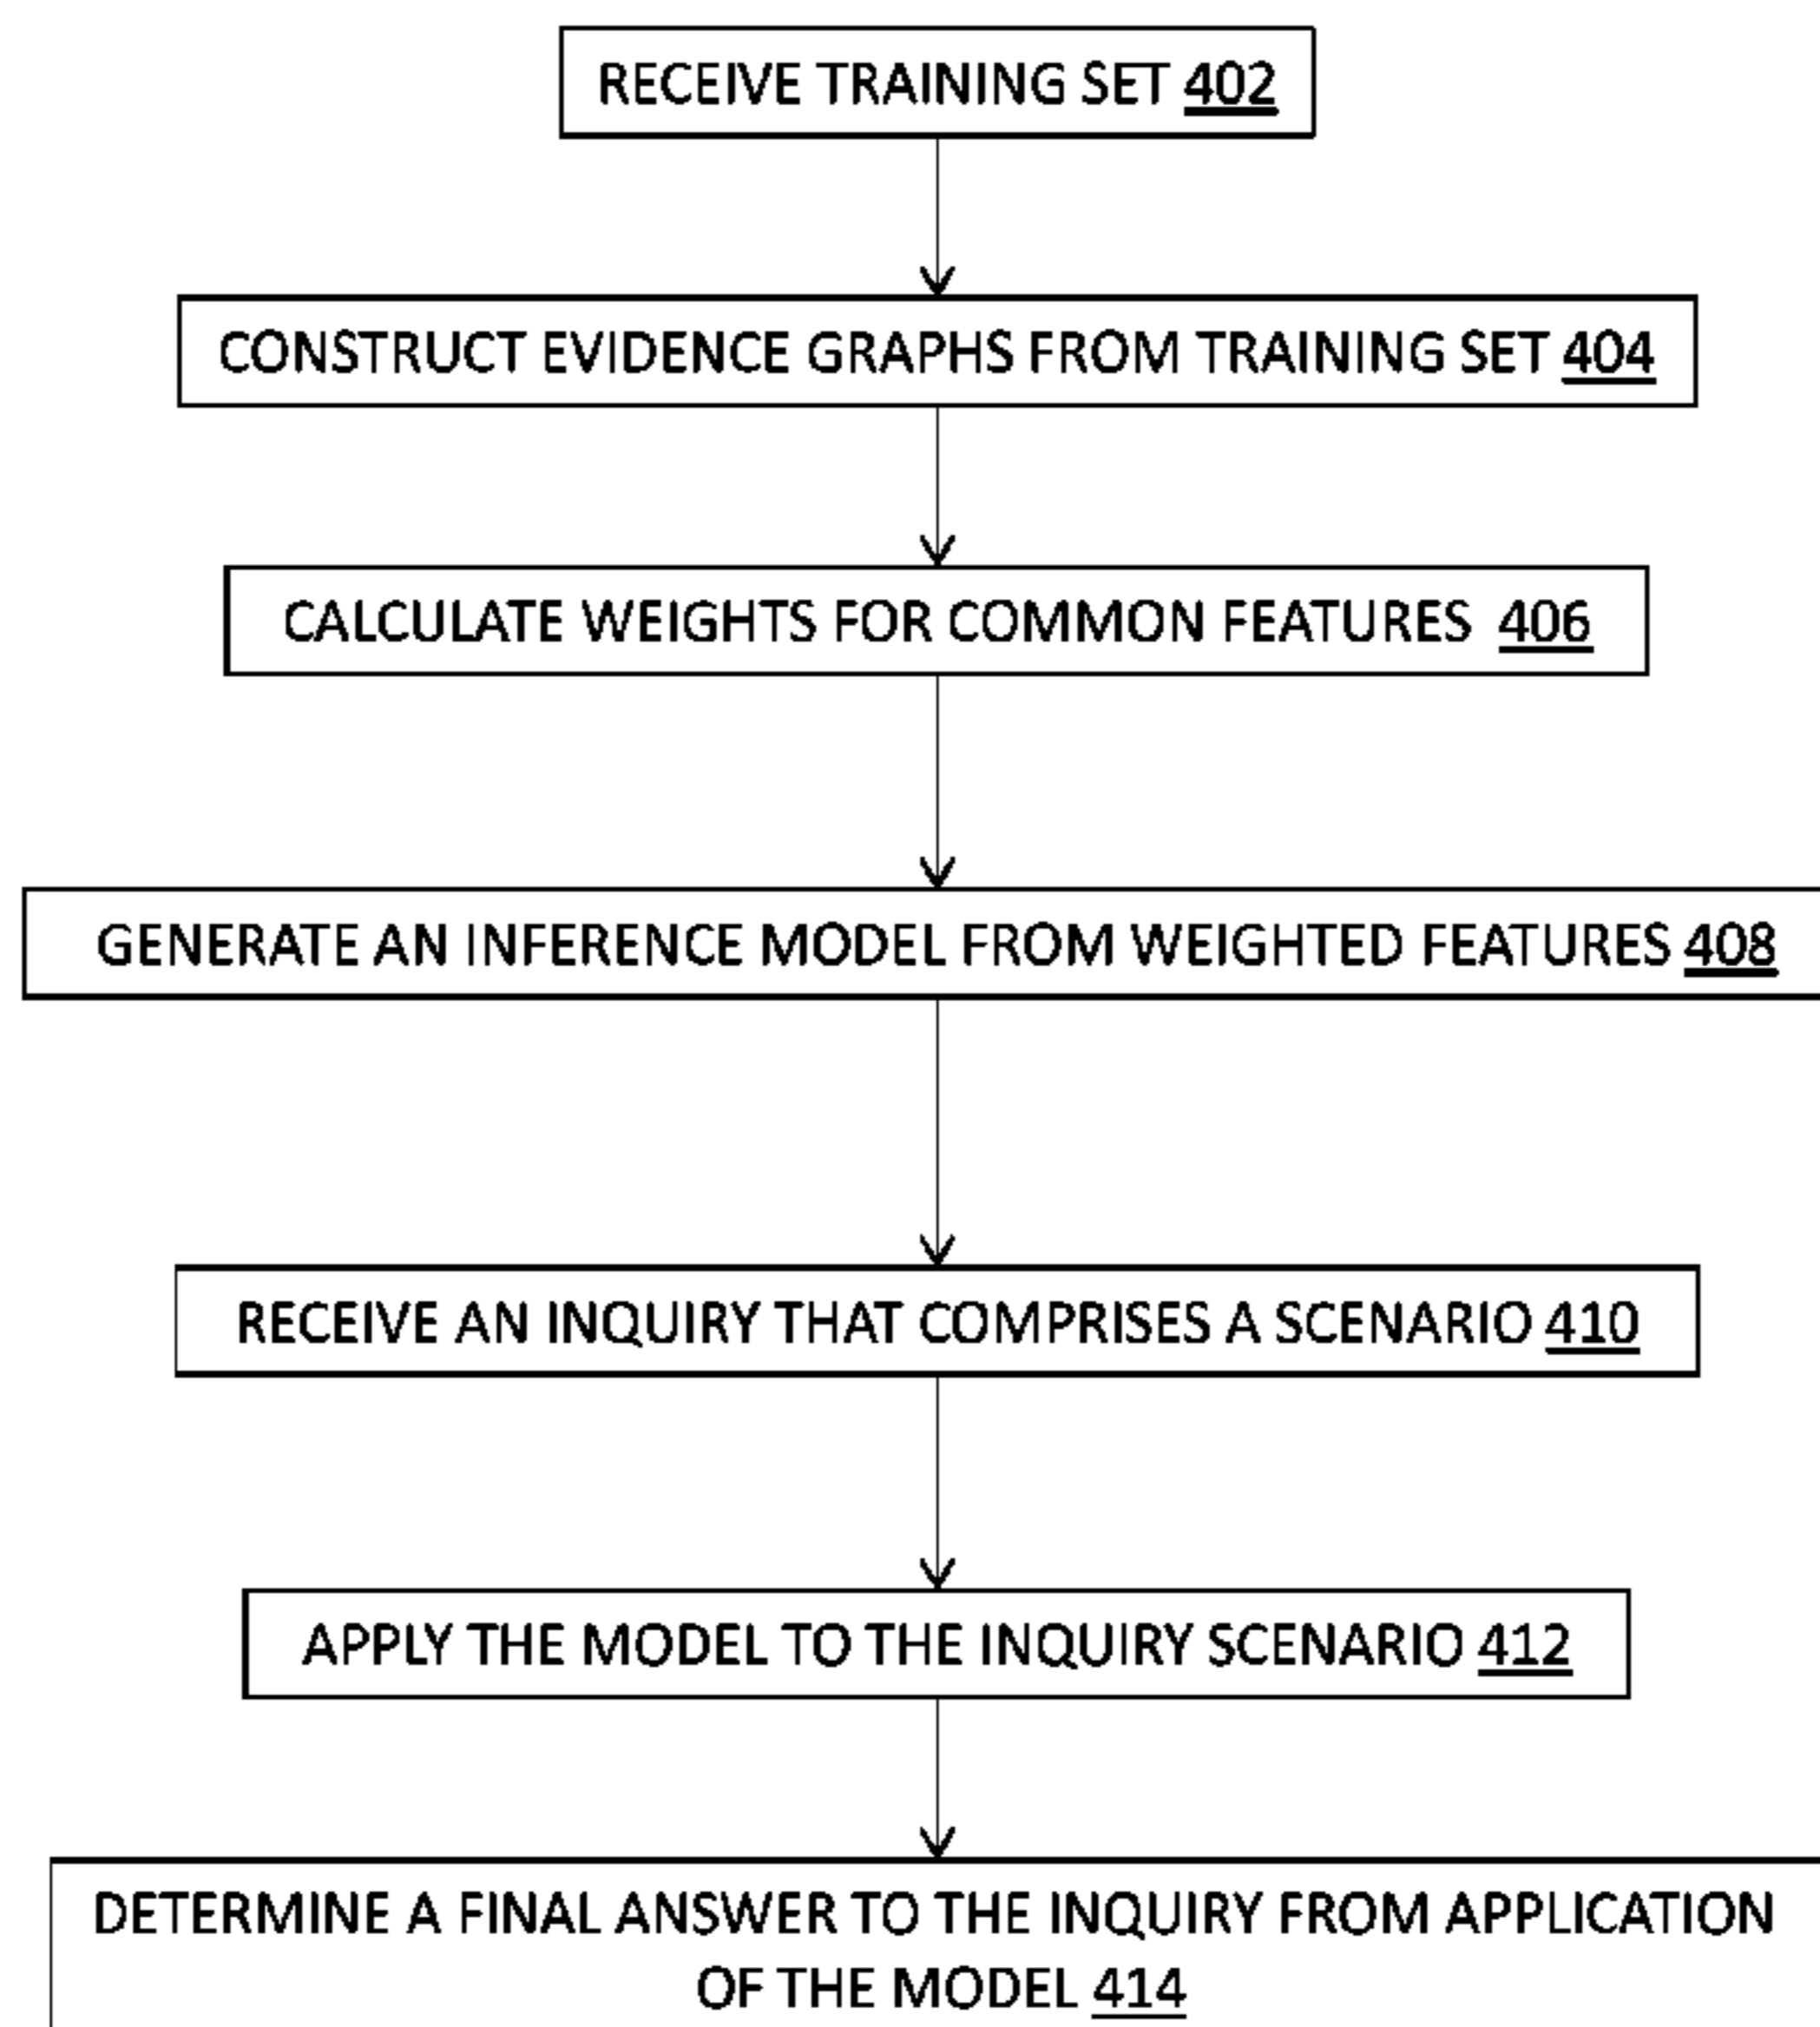 RECEIVE TRAINING SET 402
CONSTRUCT EVIDENCE GRAPHS FROM TRAINING SET 404
CALCULATE WEIGHTS FOR COMMON FEATURES 406
GENERATE AN INFERENCE MODEL FROM WEIGHTED FEATURES 408
RECEIVE AN INQUIRY THAT COMPRISES A SCENARIO 410
APPLY THE MODEL TO THE INQUIRY SCENARIO 412
DETERMINE A FINAL ANSWER TO THE INQUIRY FROM APPLICATION
OF THE MODEL 414